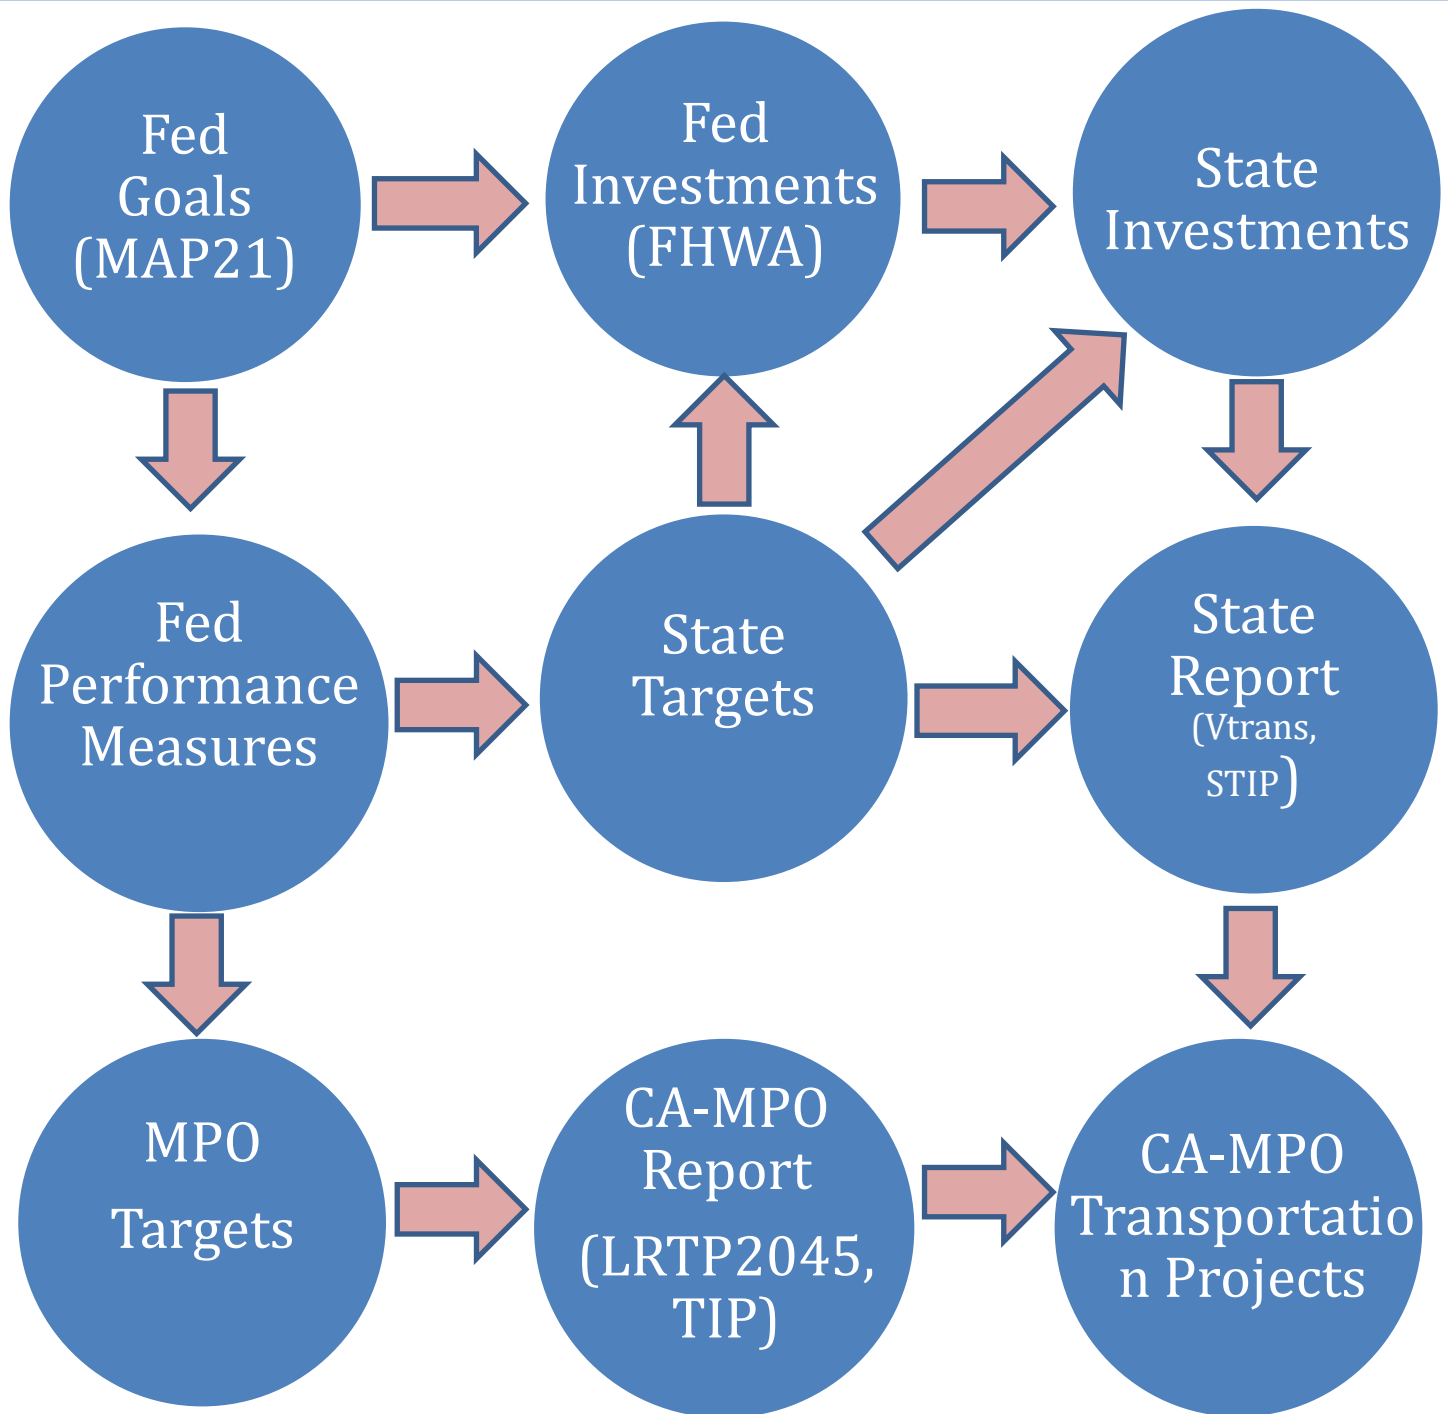 Fed
Goals
(MAP21)
Fed
Investments
(FHWA)
State
Investments
Fed
Performance
Measures
State
Targets
State
Report
(Vtrans,
STIP)
MPO
Targets
CA-MPO
Report
(LRTP2045,
TIP)
CA-MPO
Transportatio
n Projects